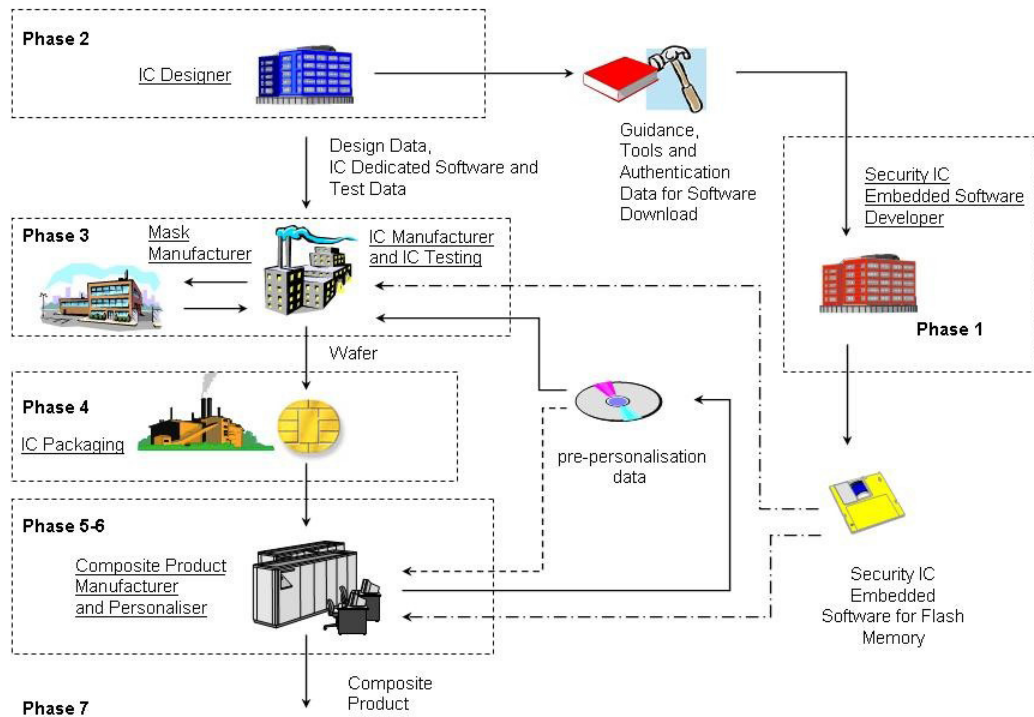 Phase 2
IC Designer
Design Data,
IC Dedicated Software and
Test Data
Guidance,
Tools and
Authentication
Data for Software
Download
Security IC
Embedded Software
Developer
Phase 1
Phase 3
Mask
Manufacturer
IC Manufacturer
and IC Testing
Wafer
Phase 4
IC Packaging
pre-personalisation
data
Phase 5-6
Composite Product
Manufacturer
and Personaliser
Security IC
Embedded
Software for Flash
Memory
Composite
Product
Phase 7